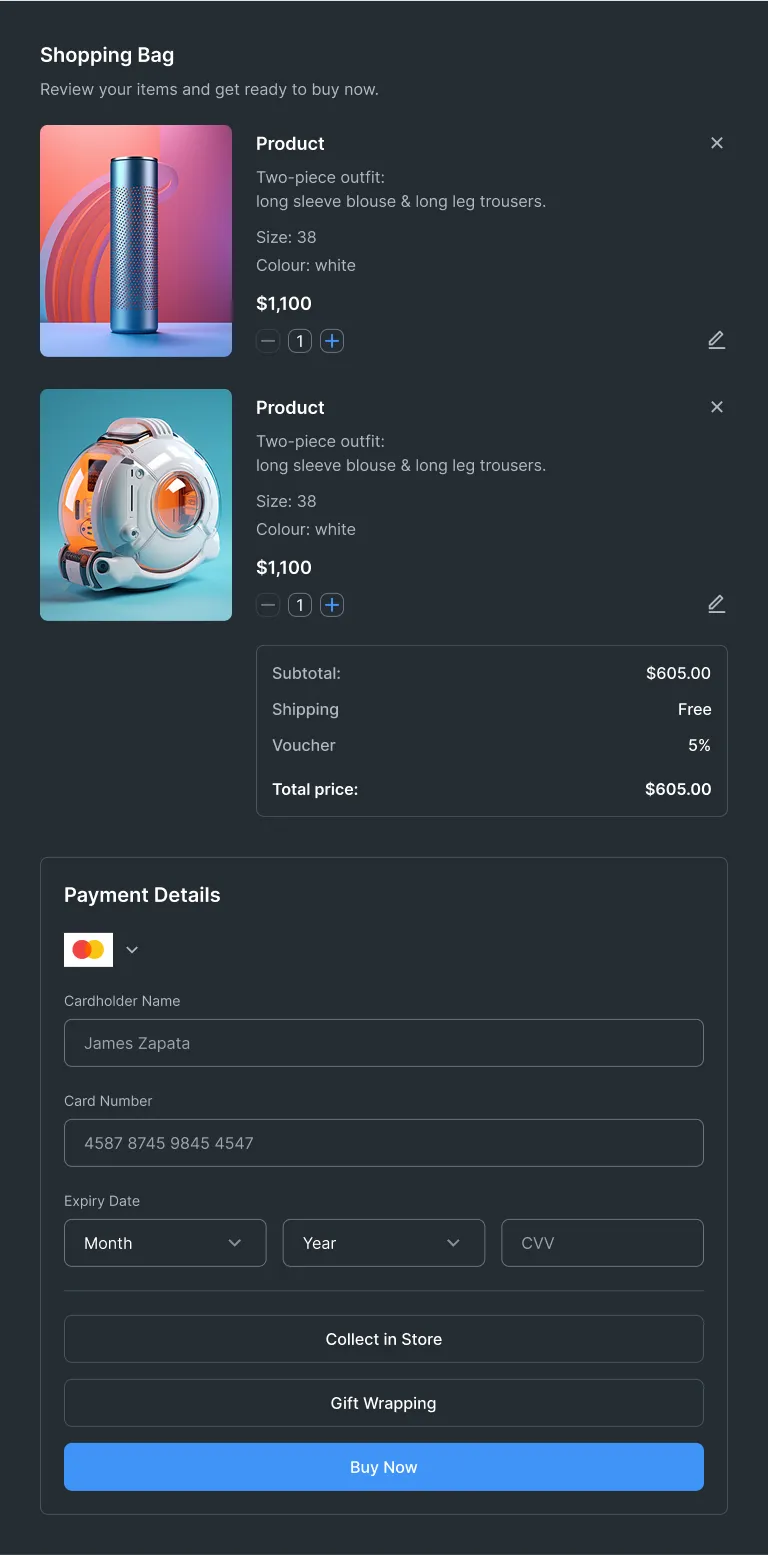 Shopping Bag
Review your items and get ready to buy now.
Product
Two-piece outfit:
long sleeve blouse & long leg trousers.
Size: 38
Colour: white
$1,100
1
Product
Two-piece outfit:
long sleeve blouse & long leg trousers.
Size: 38
Colour: white
$1,100
1
Subtotal: $605.00
Shipping Free
Voucher 5%
Total price: $605.00
Payment Details
Cardholder Name
James Zapata
Card Number
4587 8745 9845 4547
Expiry Date
Month Year CVV
Collect in Store
Gift Wrapping
Buy Now